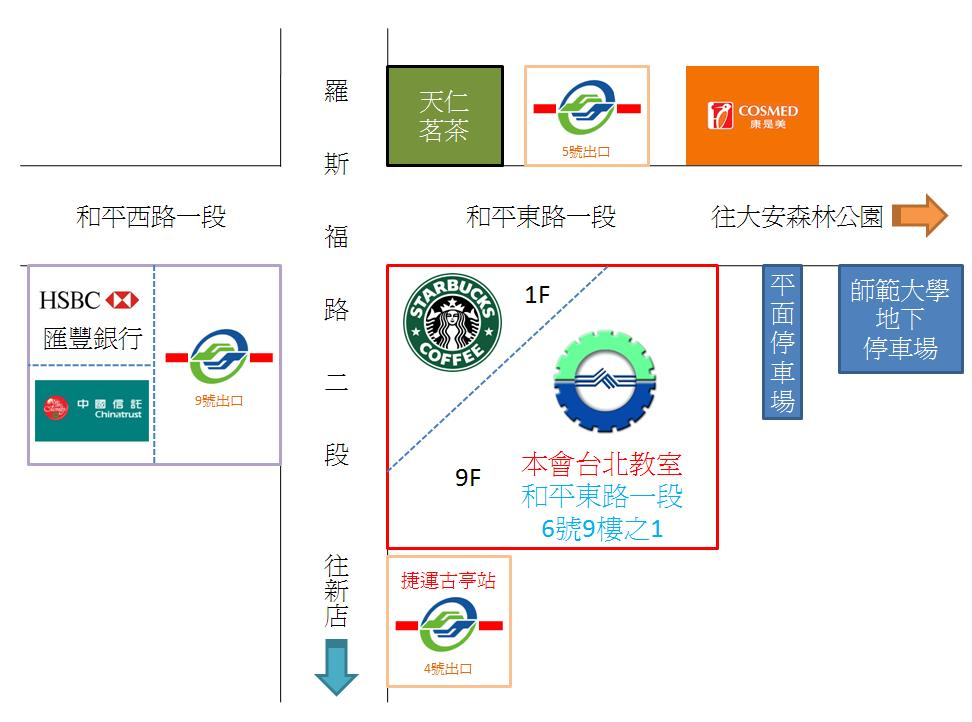 羅斯福路二段
天仁
茗茶
5號出口
COSMED
康是美
和平西路一段
和平東路一段
往大安森林公園
HSBC
匯豐銀行
中國信託
Chinatrust
9號出口
STARBUCKS
COFFEE
1F
9F
本會台北教室
和平東路一段
6號9樓之1
平面停車場
師範大學
地下
停車場
往新店
捷運古亭站
4號出口